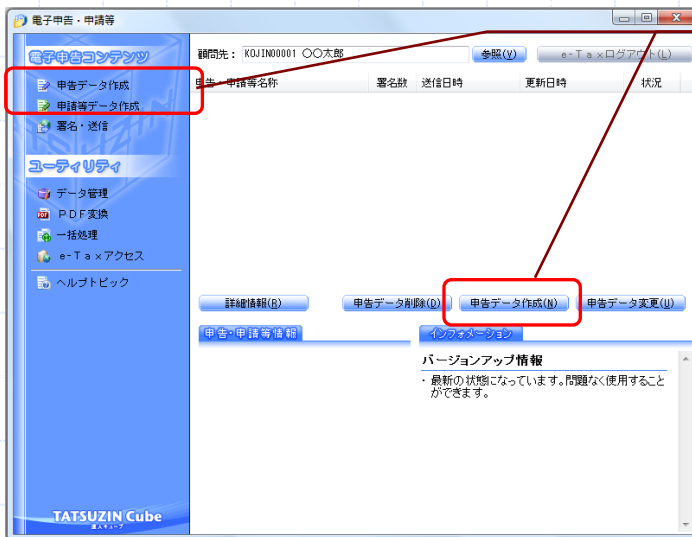 電子申告・申請等
電子申告コンテンツ
申告データ作成
申請等データ作成
署名・送信
ユーティリティ
データ管理
PDF変換
一括処理
e-Taxアクセス
ヘルプトピック
TATSUZIN Cube
達人キューブ
顧問先： KOJIN00001 〇〇太郎
参照(V)
e-Taxログアウト(L)
申告・申請等名称 署名数 送信日時 更新日時 状況
詳細情報(R)
申告データ削除(D)
申告データ作成(N)
申告データ変更(U)
申告・申請等情報
インフォメーション
バージョンアップ情報
・最新の状態になっています。問題なく使用すること
ができます。